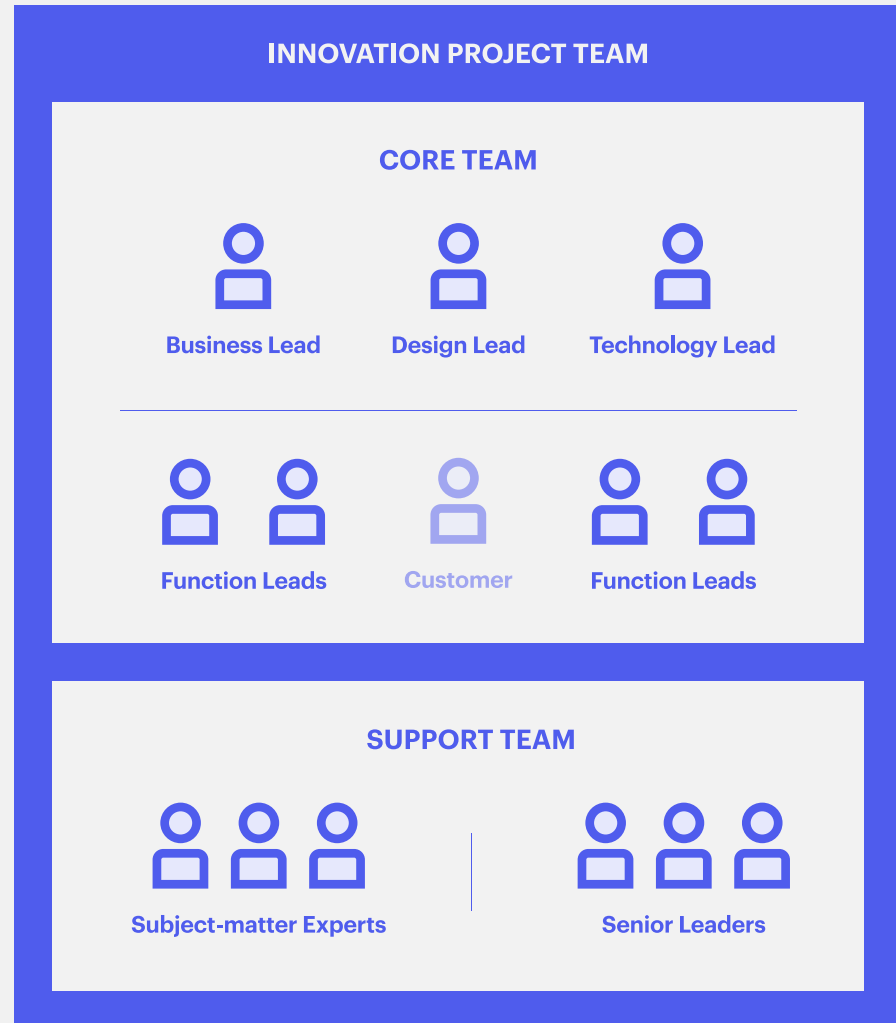 INNOVATION PROJECT TEAM
CORE TEAM
Business Lead
Design Lead
Technology Lead
Function Leads
Customer
Function Leads
SUPPORT TEAM
Subject-matter Experts
Senior Leaders